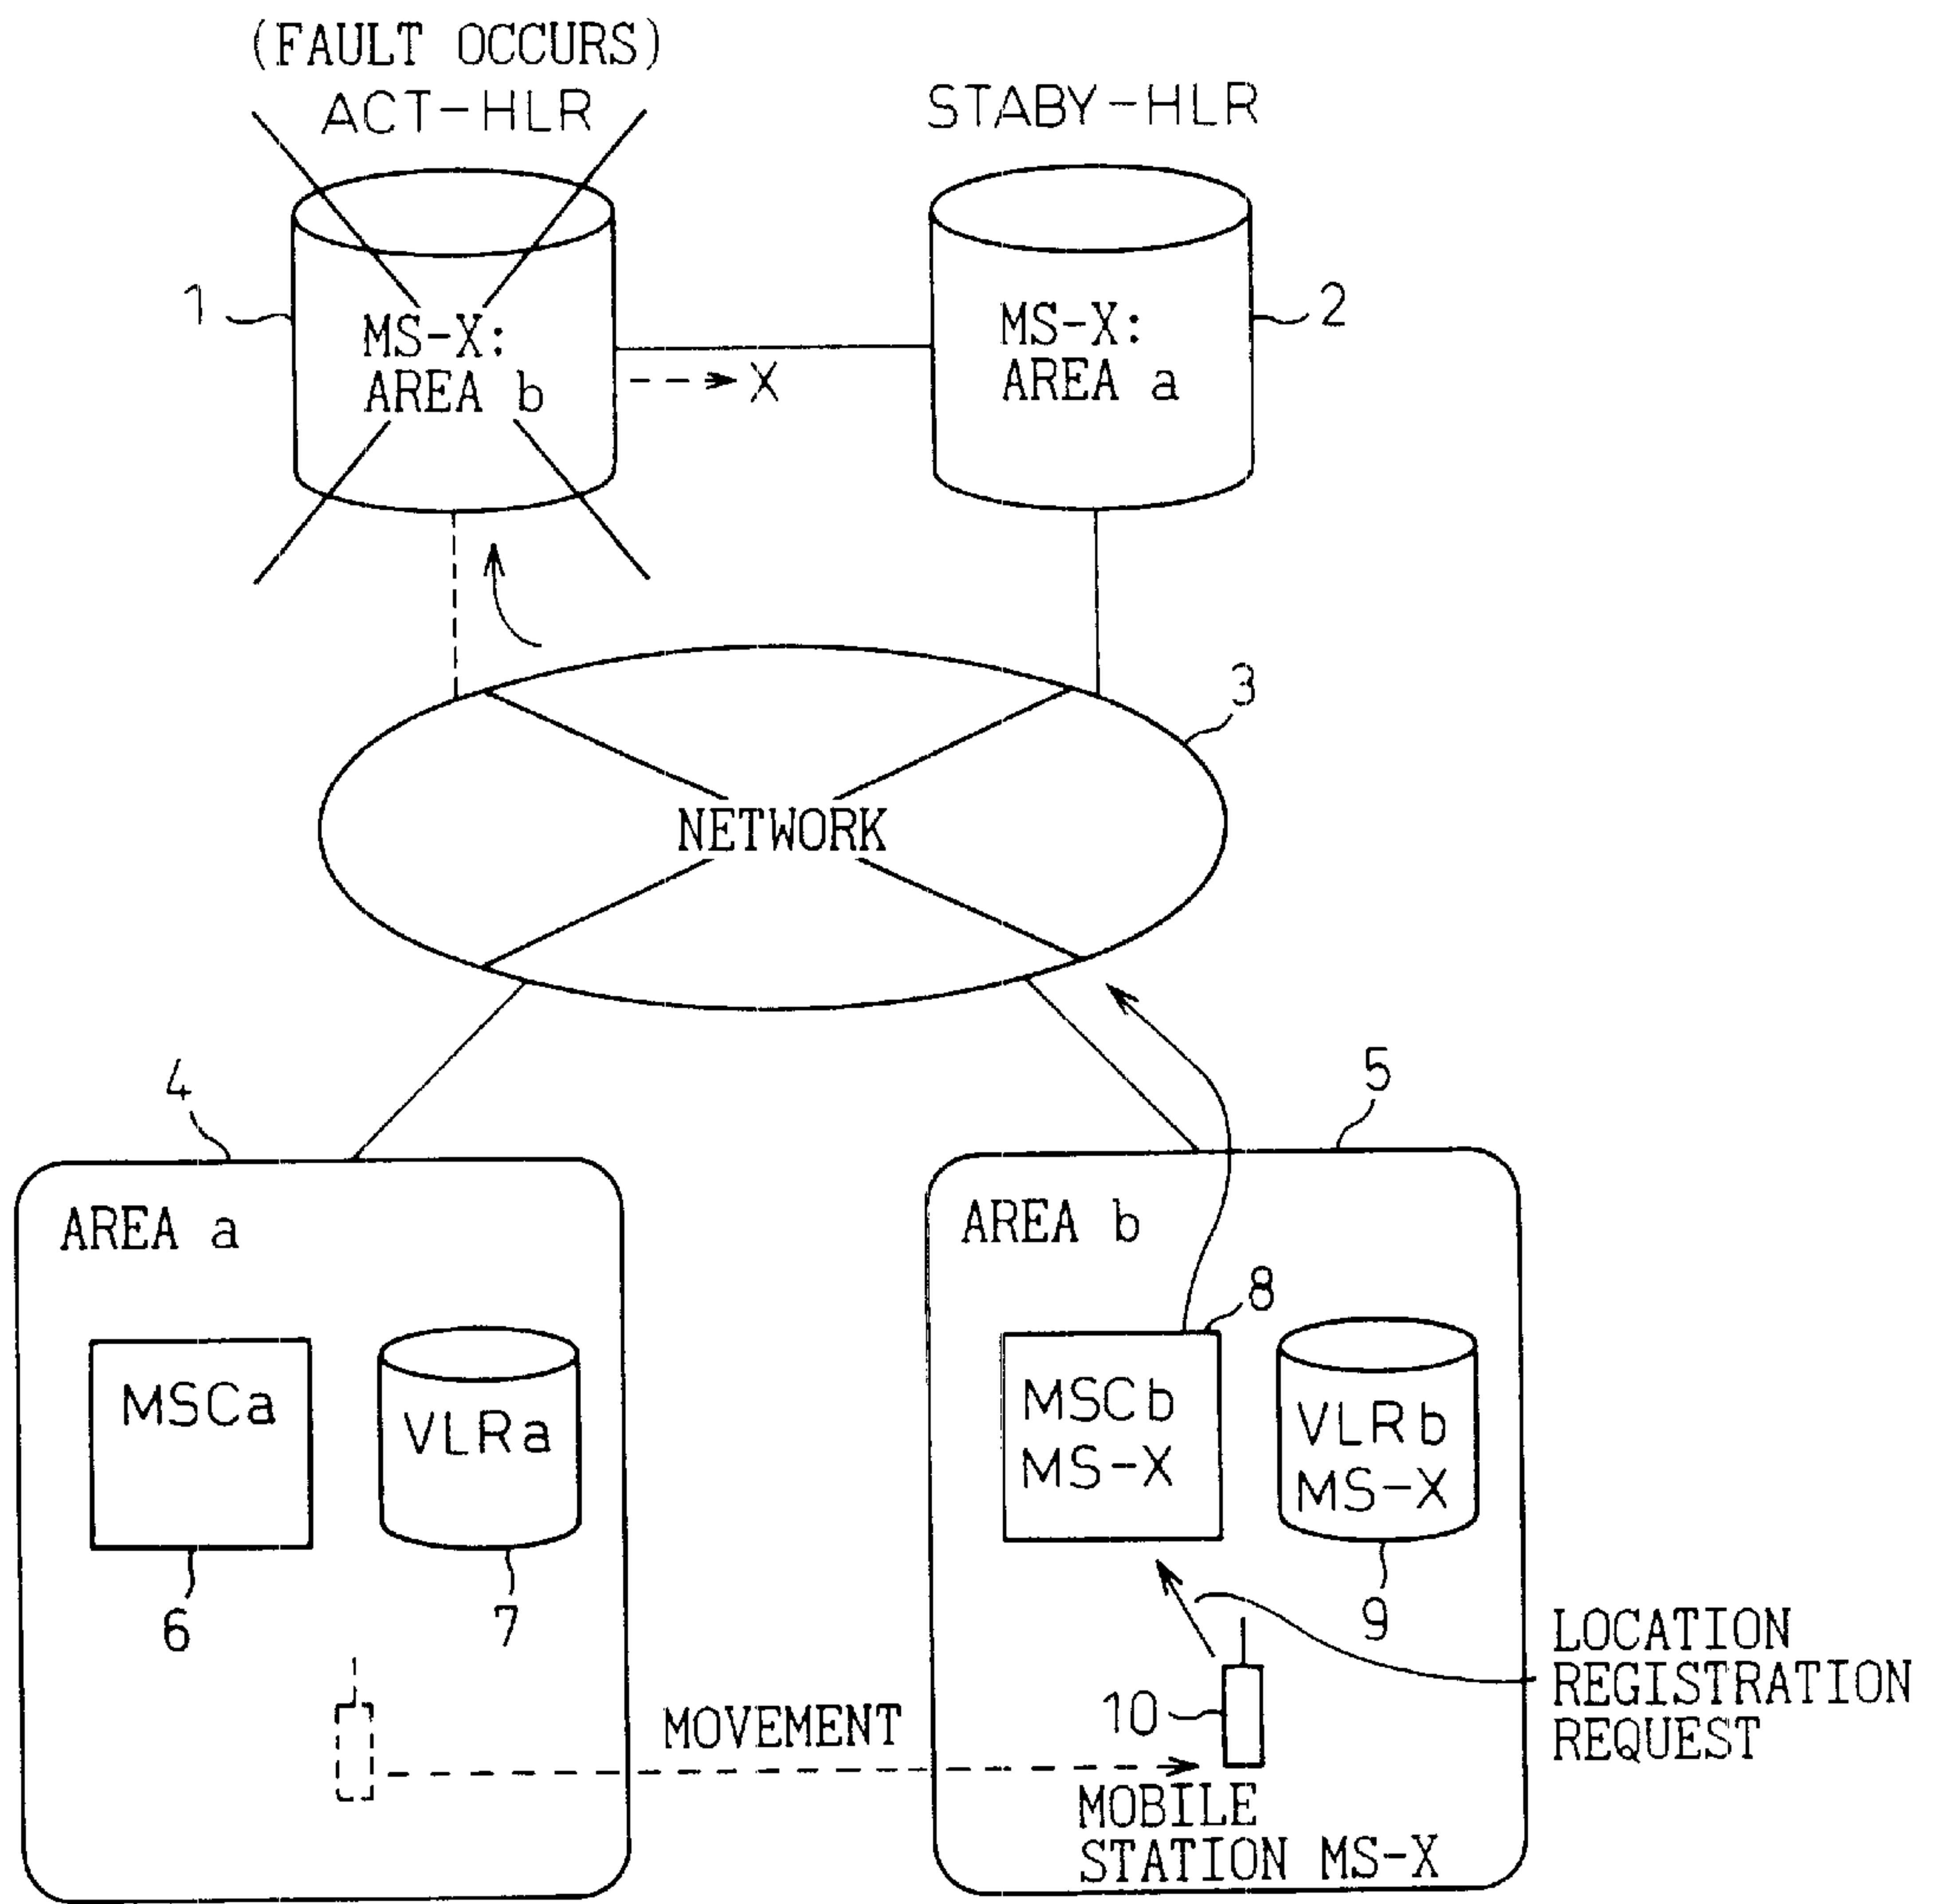 (FAULT OCCURS)
ACT-HLR
STABY-HLR
1
MS-X:
AREA b
X
MS-X:
AREA a
2
3
NETWORK
4
5
AREA a
AREA b
8
MSCa
VLRa
MSCb
MS-X
VLRb
MS-X
6
7
9
LOCATION
REGISTRATION
REQUEST
10
MOVEMENT
MOBILE
STATION MS-X